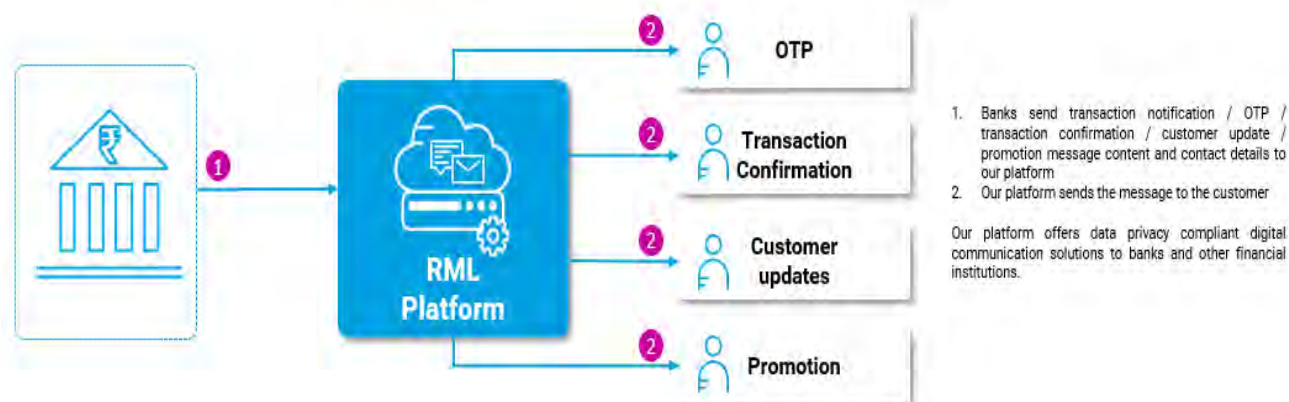 ₹
1
RML
Platform
2
OTP
2
Transaction
Confirmation
2
Customer
updates
2
Promotion
1. Banks send transaction notification / OTP /
transaction confirmation / customer update /
promotion message content and contact details to
our platform
2. Our platform sends the message to the customer
Our platform offers data privacy compliant digital
communication solutions to banks and other financial
institutions.